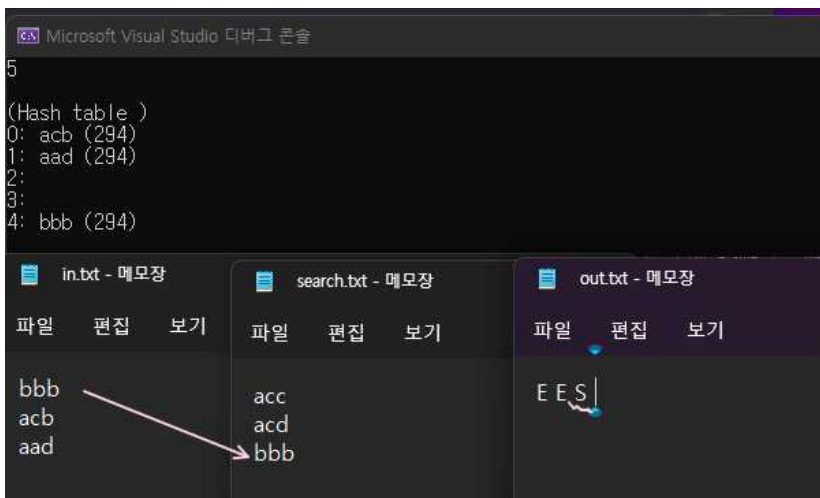 Microsoft Visual Studio 디버그 콘솔
5
(Hash table )
0: acb (294)
1: aad (294)
2:
3:
4: bbb (294)
in.txt - 메모장
파일 편집 보기
bbb
acb
aad
search.txt - 메모장
파일 편집 보기
acc
acd
bbb
out.txt - 메모장
파일 편집 보기
E E S